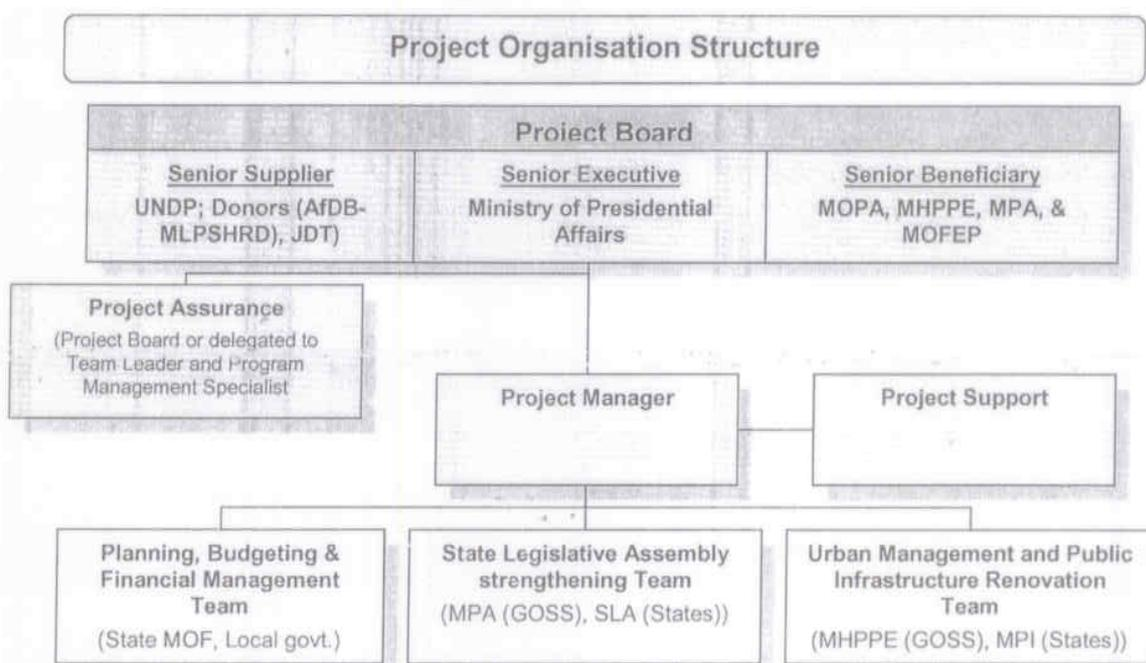 Project Organisation Structure
Project Board
Senior Supplier
UNDP; Donors (AfDB-
MLPSHRD), JDT)
Senior Executive
Ministry of Presidential
Affairs
Senior Beneficiary
MOPA, MHPPE, MPA, &
MOFEP
Project Assurance
(Project Board or delegated to
Team Leader and Program
Management Specialist
Project Manager
Project Support
Planning, Budgeting &
Financial Management
Team
(State MOF, Local govt.)
State Legislative Assembly
strengthening Team
(MPA (GOSS), SLA (States))
Urban Management and Public
Infrastructure Renovation
Team
(MHPPE (GOSS), MPI (States))